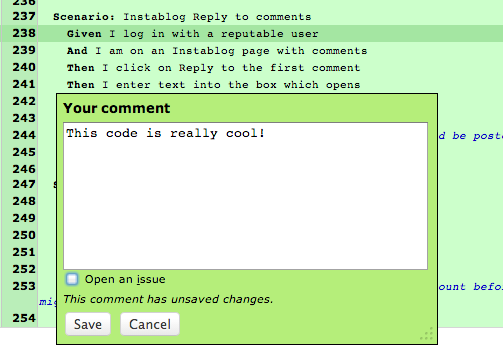 236
237 Scenario: Instablog Reply to comments
238 Given I log in with a reputable user
239 And I am on an Instablog page with comments
240 Then I click on Reply to the first comment
241 Then I enter text into the box which opens
242
Your comment
This code is really cool!
243
244 d be poste
245
246
247
248
249
250
251
252
Open an issue
253 ount befor
This comment has unsaved changes.
254
Save Cancel